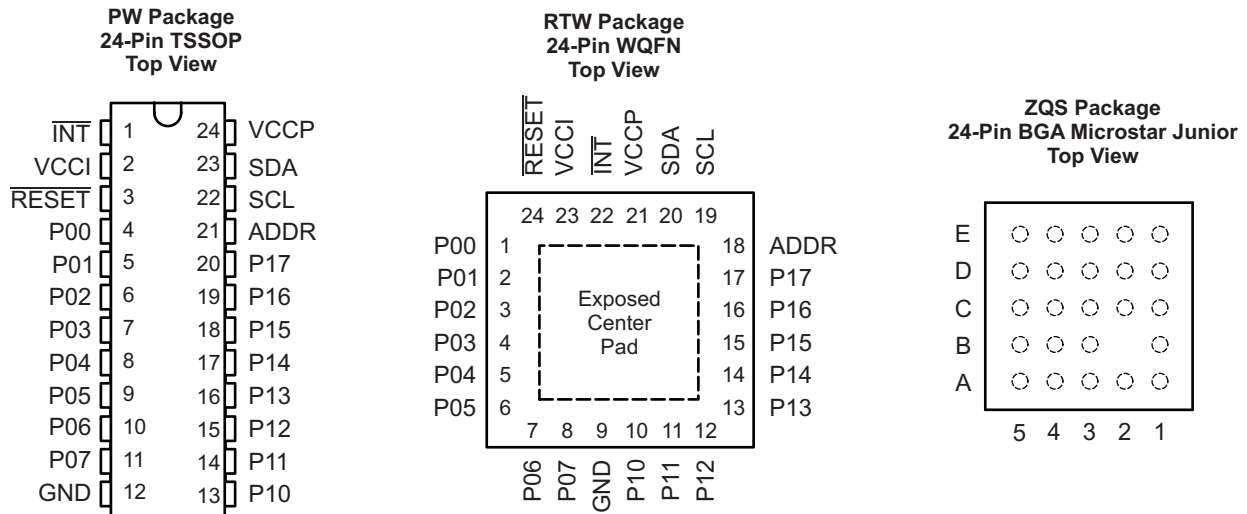 PW Package
24-Pin TSSOP
Top View
INT 1 24 VCCP
VCCI 2 23 SDA
RESET 3 22 SCL
P00 4 21 ADDR
P01 5 20 P17
P02 6 19 P16
P03 7 18 P15
P04 8 17 P14
P05 9 16 P13
P06 10 15 P12
P07 11 14 P11
GND 12 13 P10
RTW Package
24-Pin WQFN
Top View
RESET VCCI INT VCCP SDA SCL
24 23 22 21 20 19
P00 1 18 ADDR
P01 2 17 P17
P02 3 16 P16
P03 4 15 P15
P04 5 14 P14
P05 6 13 P13
Exposed
Center
Pad
7 8 9 10 11 12
P06 P07 GND P10 P11 P12
ZQS Package
24-Pin BGA Microstar Junior
Top View
E
D
C
B
A
5 4 3 2 1